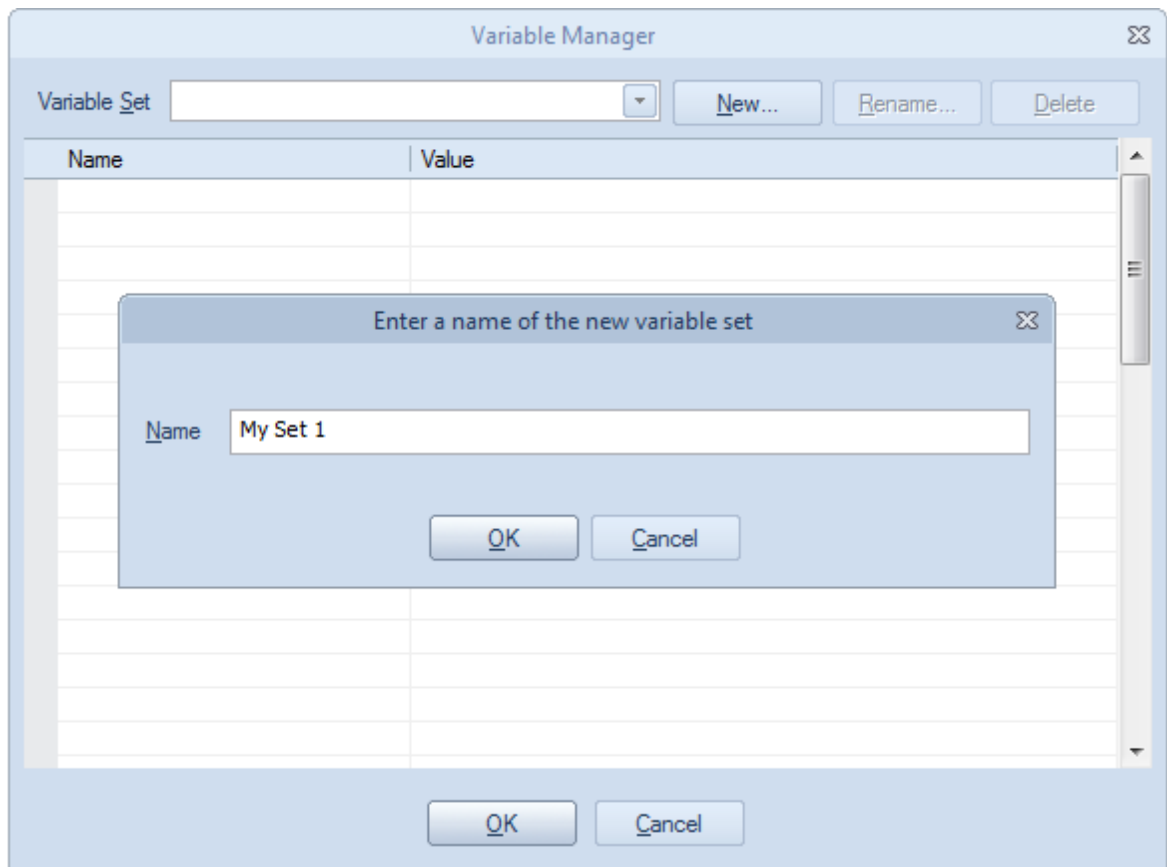 Variable Manager
Variable Set New... Rename... Delete
Name Value
Enter a name of the new variable set
Name My Set 1
OK Cancel
OK Cancel